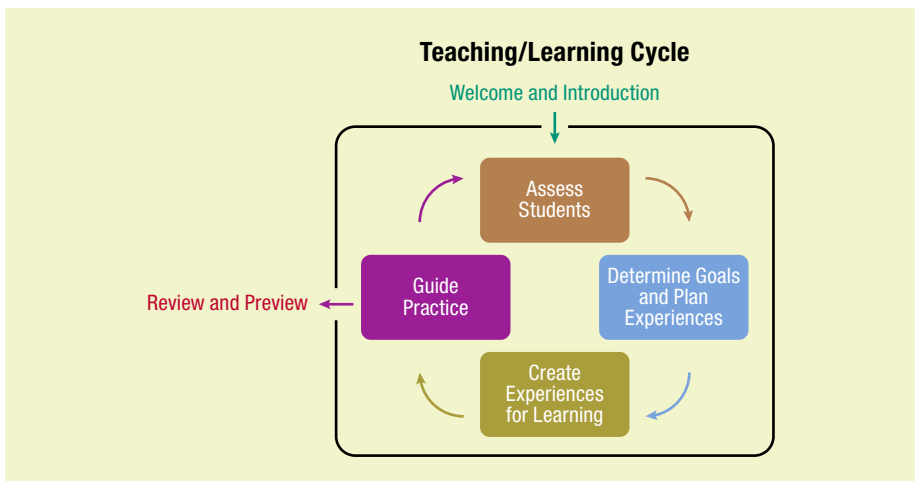 Teaching/Learning Cycle
Welcome and Introduction
Assess
Students
Determine Goals
and Plan
Experiences
Create
Experiences
for Learning
Guide
Practice
Review and Preview